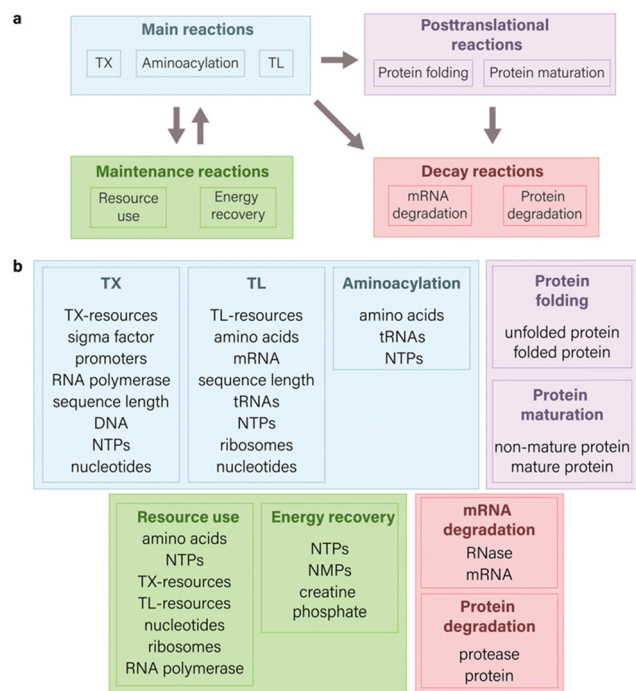 a
Main reactions
TX
Aminoacylation
TL
Posttranslational
reactions
Protein folding
Protein maturation
Maintenance reactions
Resource
use
Energy
recovery
Decay reactions
mRNA
degradation
Protein
degradation
b
TX
TX-resources
sigma factor
promoters
RNA polymerase
sequence length
DNA
NTPs
nucleotides
TL
TL-resources
amino acids
mRNA
sequence length
tRNAs
NTPs
ribosomes
nucleotides
Aminoacylation
amino acids
tRNAs
NTPs
Protein
folding
unfolded protein
folded protein
Protein
maturation
non-mature protein
mature protein
Resource use
amino acids
NTPs
TX-resources
TL-resources
nucleotides
ribosomes
RNA polymerase
Energy recovery
NTPs
NMPs
creatine
phosphate
mRNA
degradation
RNase
mRNA
Protein
degradation
protease
protein